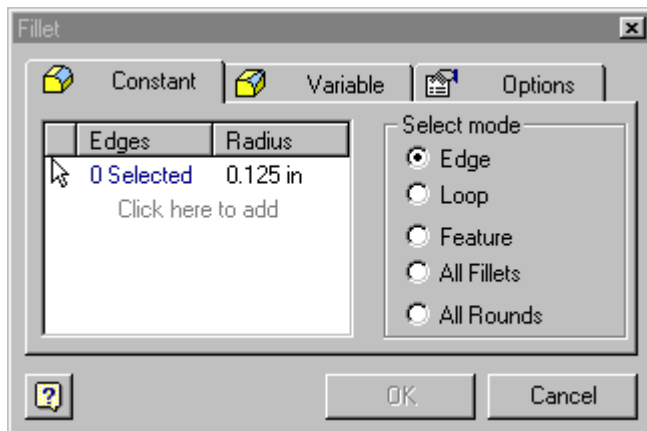 Fillet
Constant Variable Options
Edges Radius
0 Selected 0.125 in
Click here to add
Select mode
Edge
Loop
Feature
All Fillets
All Rounds
? OK Cancel